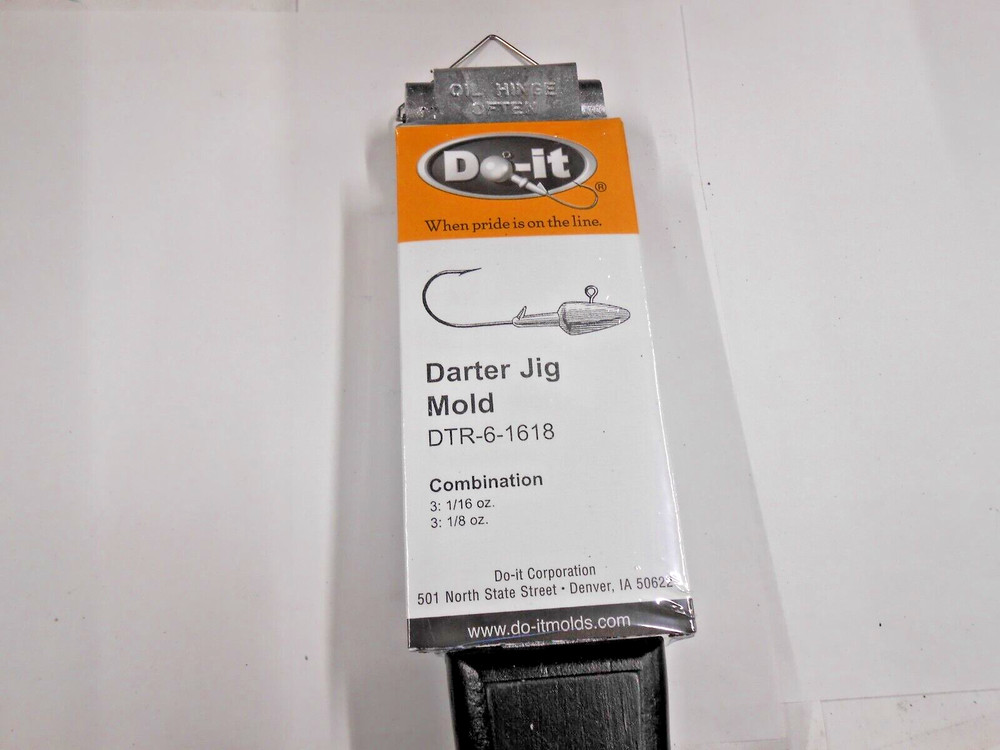 OIL HINGE
OFTEN
Do-it®
When pride is on the line.
Darter Jig
Mold
DTR-6-1618
Combination
3: 1/16 oz.
3: 1/8 oz.
Do-it Corporation
501 North State Street • Denver, IA 50622
www.do-itmolds.com